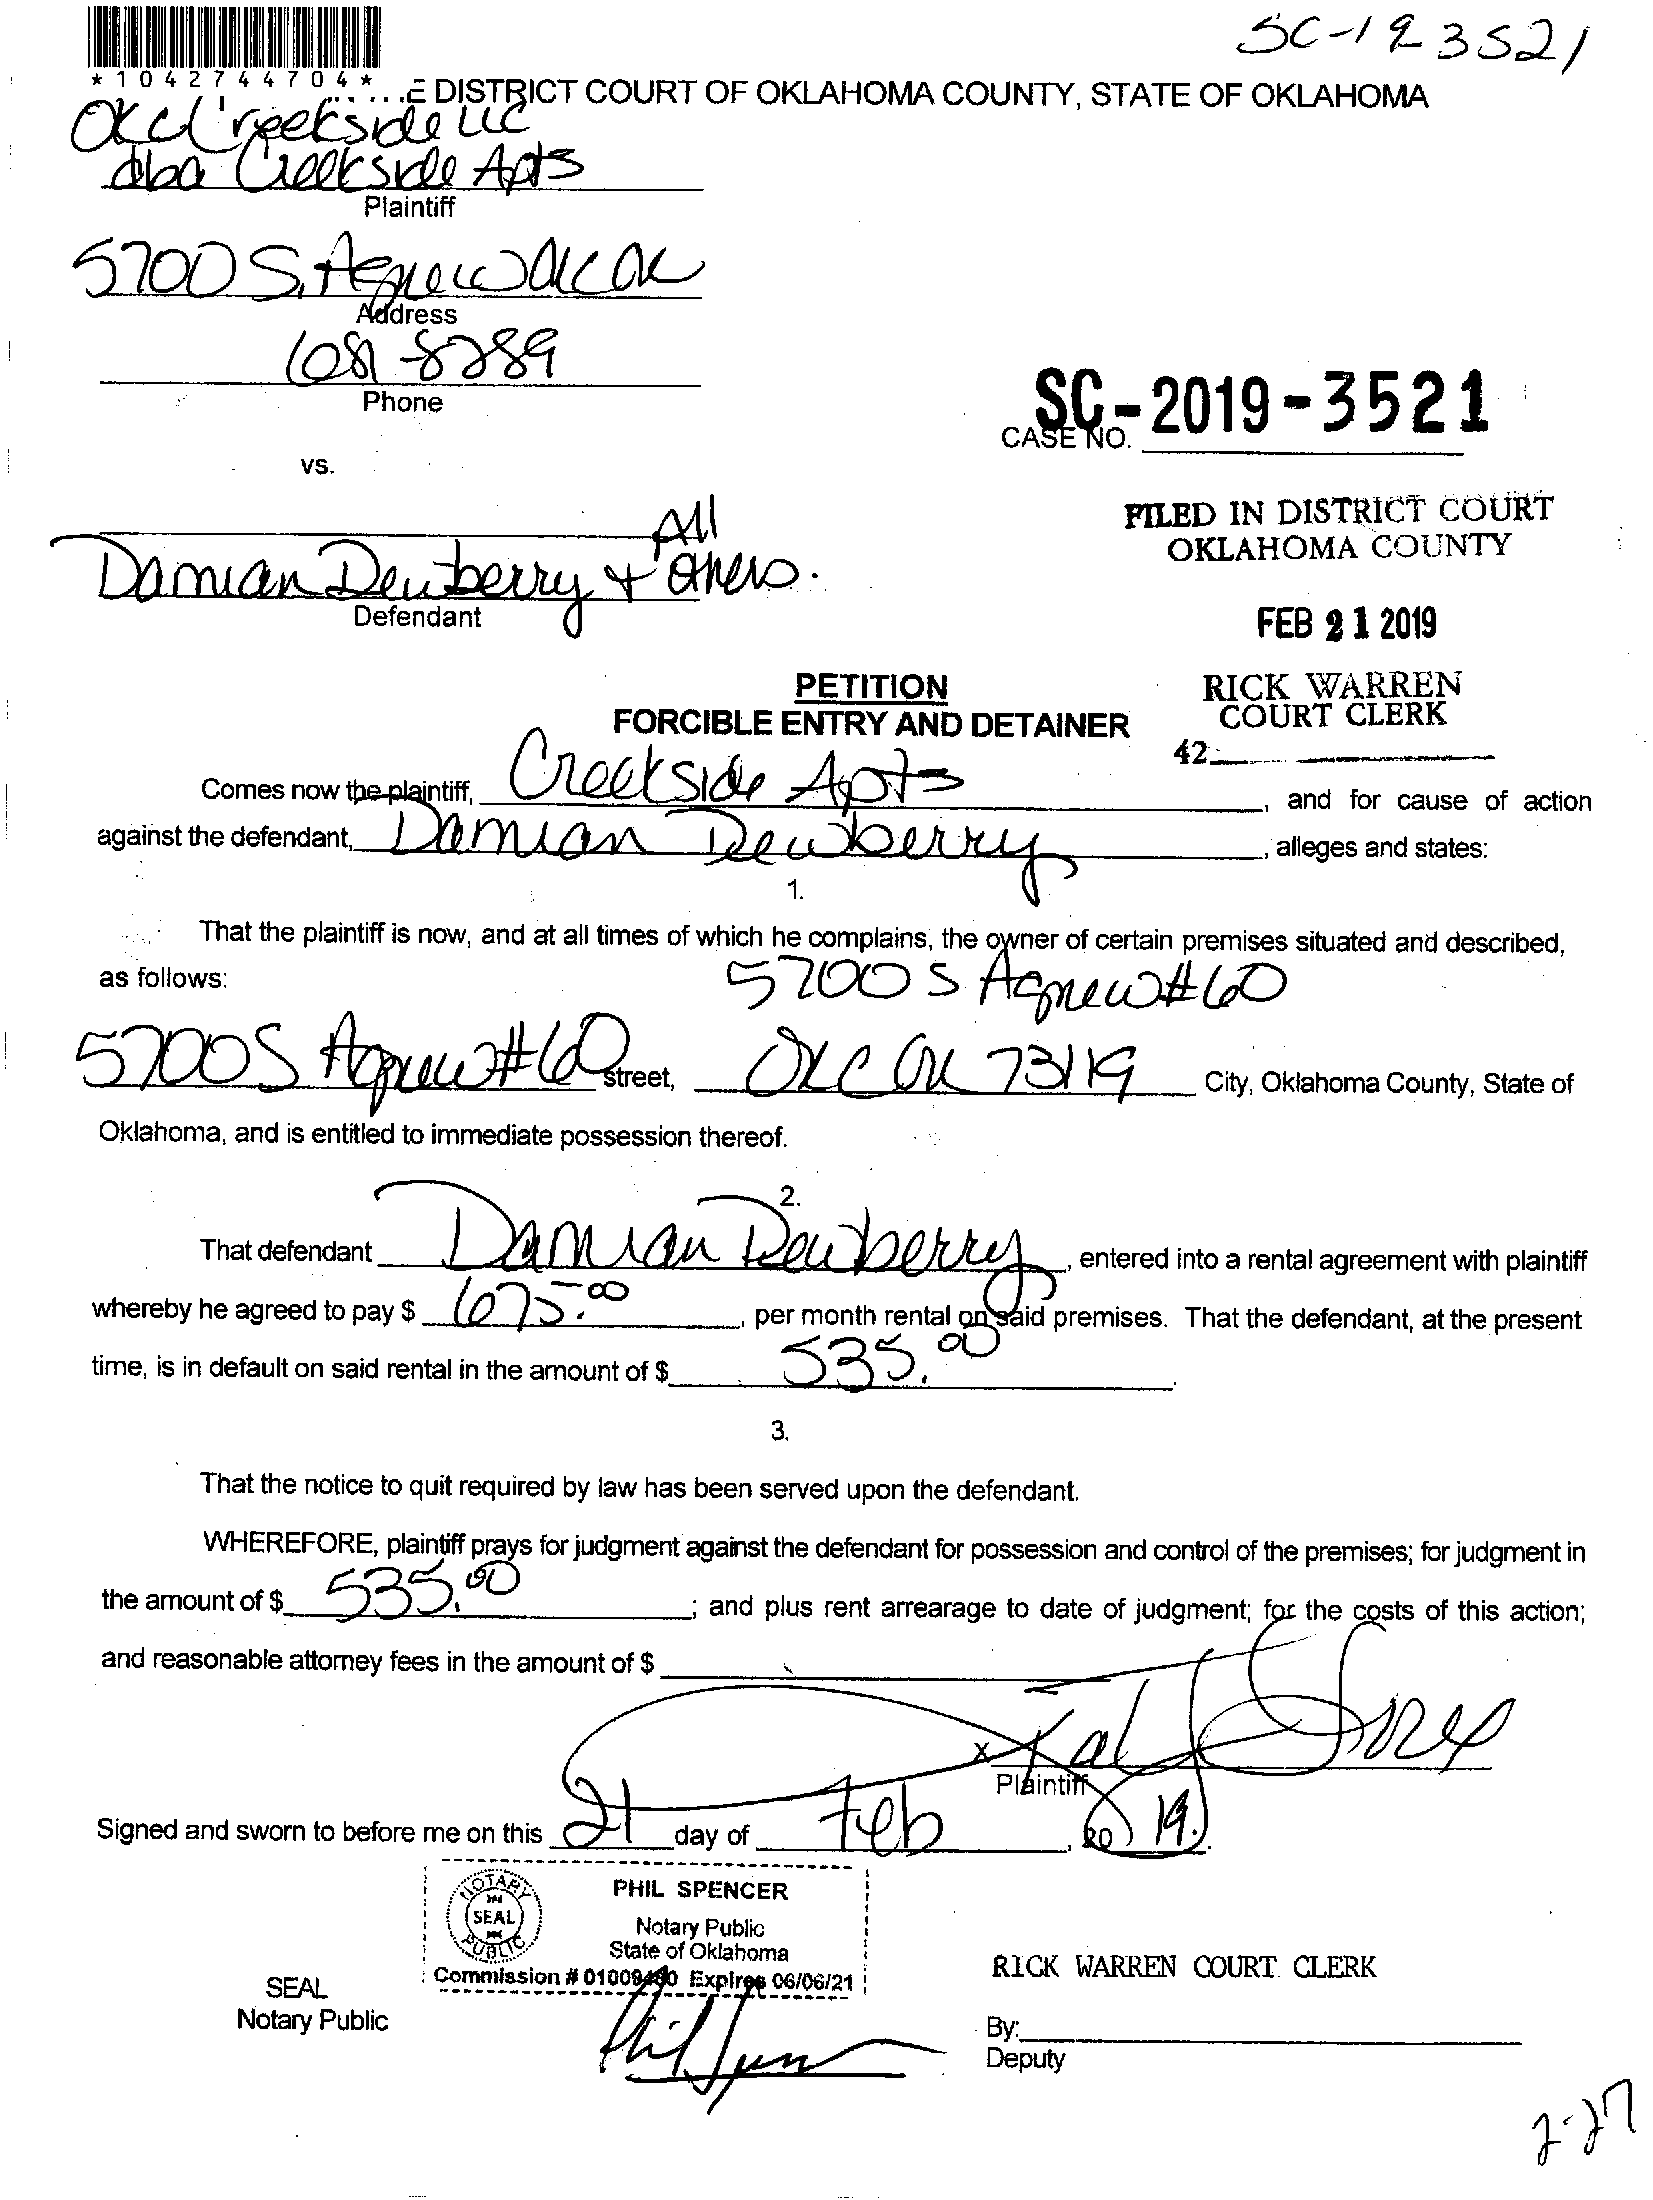 SC-19 3521
*1042744704*
E DISTRICT COURT OF OKLAHOMA COUNTY, STATE OF OKLAHOMA
OKC Creekside LLC
dba Creekside Apts
Plaintiff
5700 S. Agnew OKC OK
Address
681-8289
Phone
SC-2019-3521
CASE NO.
vs.
All
Damian Dewberry + others.
Defendant
FILED IN DISTRICT COURT
OKLAHOMA COUNTY
FEB 21 2019
RICK WARREN
COURT CLERK
42
PETITION
FORCIBLE ENTRY AND DETAINER
Comes now the plaintiff, Creekside Apts, and for cause of action
against the defendant, Damian Dewberry, alleges and states:
1.
That the plaintiff is now, and at all times of which he complains, the owner of certain premises situated and described,
as follows: 5700 S Agnew #60
5700 S Agnew #60 Street, OKC OK 73119 City, Oklahoma County, State of
Oklahoma, and is entitled to immediate possession thereof.
2.
That defendant Damian Dewberry, entered into a rental agreement with plaintiff
whereby he agreed to pay $ 675.00, per month rental on said premises. That the defendant, at the present
time, is in default on said rental in the amount of $ 535.00.
3.
That the notice to quit required by law has been served upon the defendant.
WHEREFORE, plaintiff prays for judgment against the defendant for possession and control of the premises; for judgment in
the amount of $ 535.00; and plus rent arrearage to date of judgment; for the costs of this action;
and reasonable attorney fees in the amount of $
X
Plaintiff
Signed and sworn to before me on this 21 day of Feb, 20 19.
NOTARY PUBLIC SEAL
PHIL SPENCER
Notary Public
State of Oklahoma
Commission # Expires 06/06/21
SEAL
Notary Public
RICK WARREN COURT CLERK
By:
Deputy
2-27